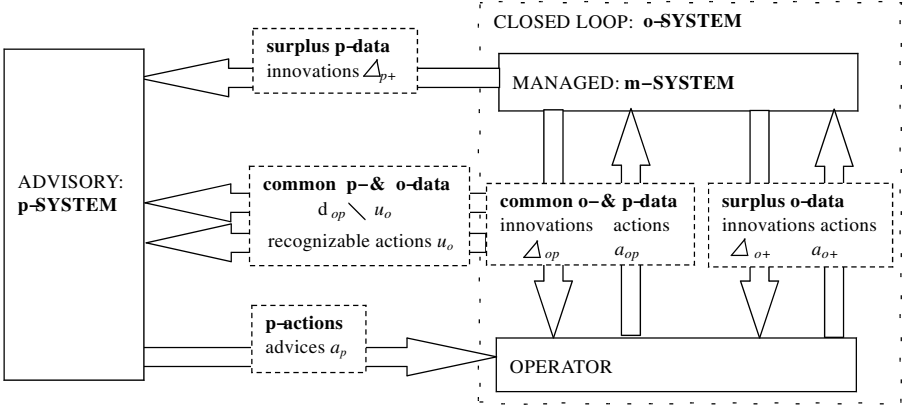 CLOSED LOOP: o-SYSTEM
surplus p-data
innovations Δp+
MANAGED: m-SYSTEM
ADVISORY:
p-SYSTEM
common p- & o-data
dop \ uo
recognizable actions uo
common o- & p-data
innovations actions
Δop aop
surplus o-data
innovations actions
Δo+ ao+
p-actions
advices ap
OPERATOR